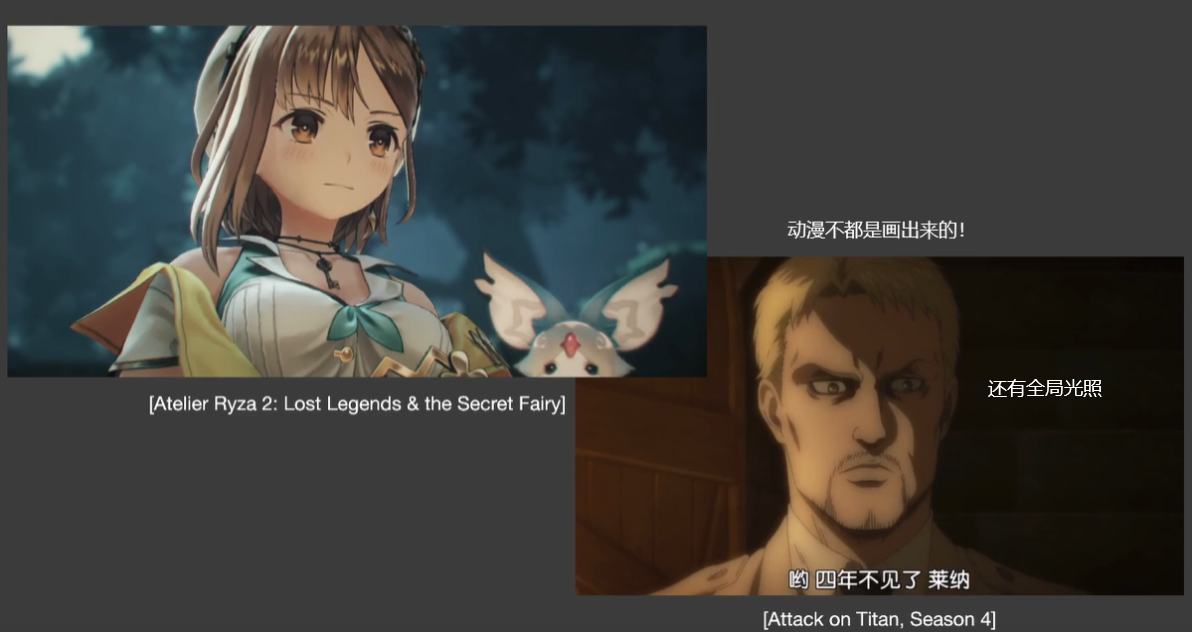 动漫不都是画出来的！
还有全局光照
[Atelier Ryza 2: Lost Legends & the Secret Fairy]
哟 四年不见了 莱纳
[Attack on Titan, Season 4]